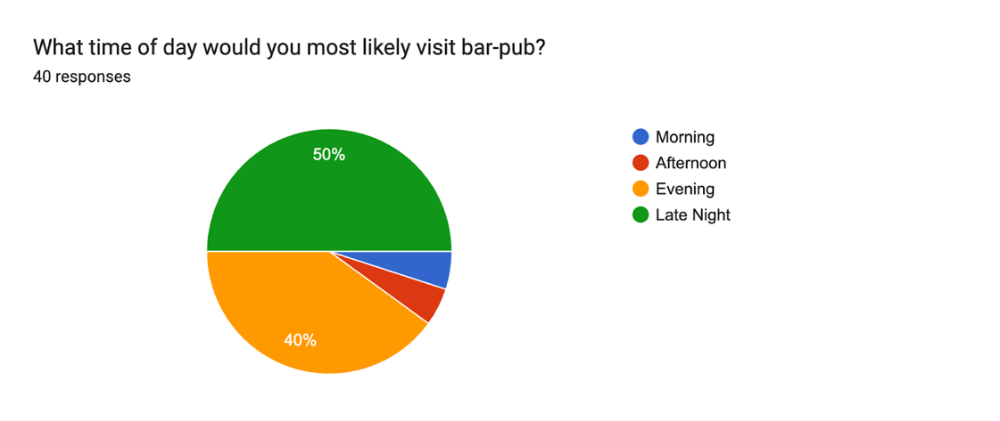 What time of day would you most likely visit bar-pub?
40 responses
50%
40%
Morning
Afternoon
Evening
Late Night